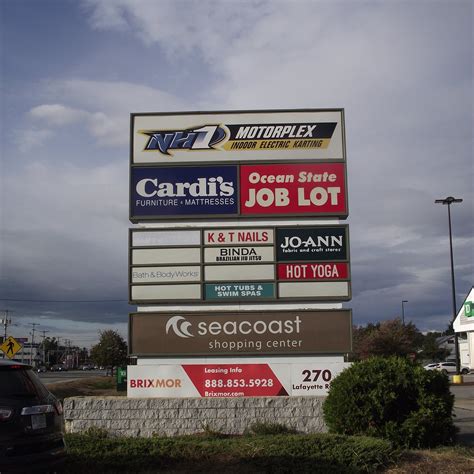 NH1 MOTORPLEX
INDOOR ELECTRIC KARTING
Cardi's
FURNITURE • MATTRESSES
Ocean State
JOB LOT
K & T NAILS
JO-ANN
fabric and craft stores
BINDA
BRAZILIAN JIU JITSU
Bath & Body Works
HOT YOGA
HOT TUBS &
SWIM SPAS
seacoast
shopping center
BRIXMOR
Leasing Info
888.853.5928
Brixmor.com
270
Lafayette R